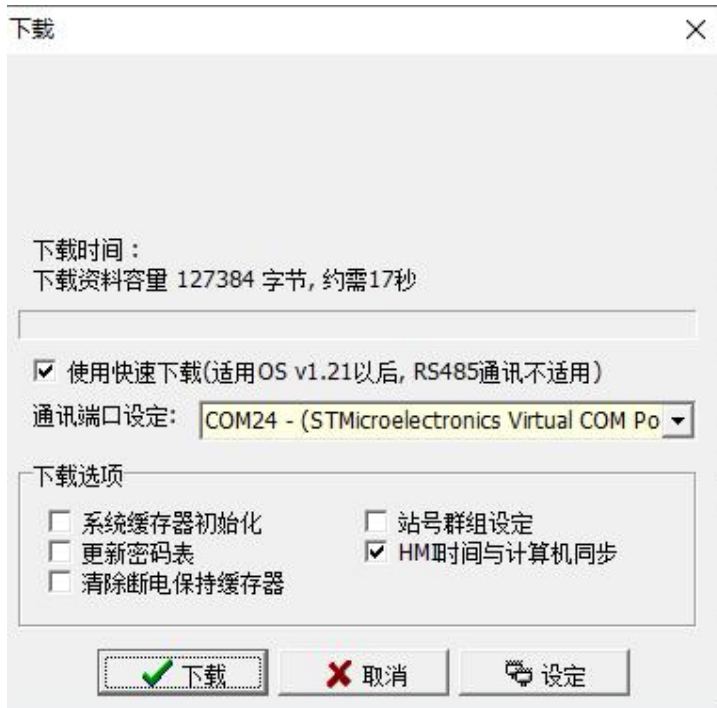 下载
下载时间：
下载资料容量 127384 字节, 约需17秒
使用快速下载(适用OS v1.21以后, RS485通讯不适用)
通讯端口设定: COM24 - (STMicroelectronics Virtual COM Po
下载选项
系统缓存器初始化 站号群组设定
更新密码表 HMI时间与计算机同步
清除断电保持缓存器
下载 取消 设定